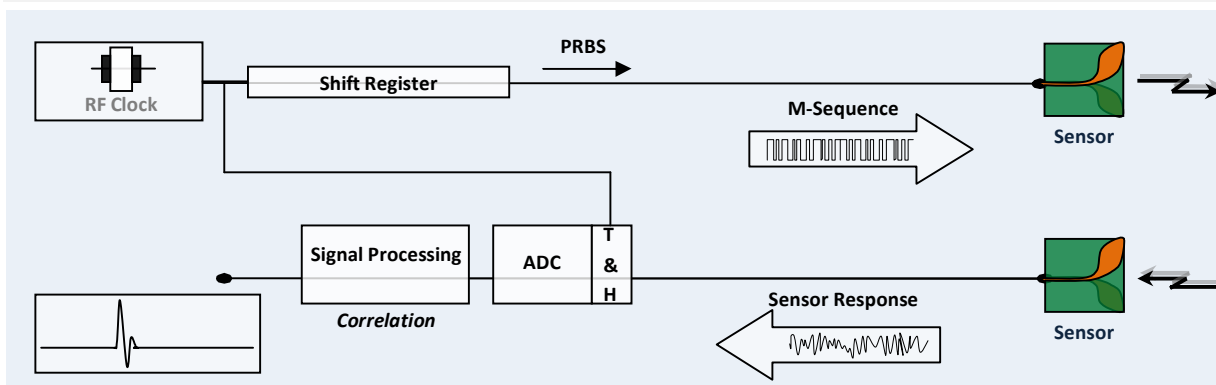 PRBS
RF Clock
Shift Register
M-Sequence
Sensor
Signal Processing
ADC
T
&
H
Correlation
Sensor Response
Sensor